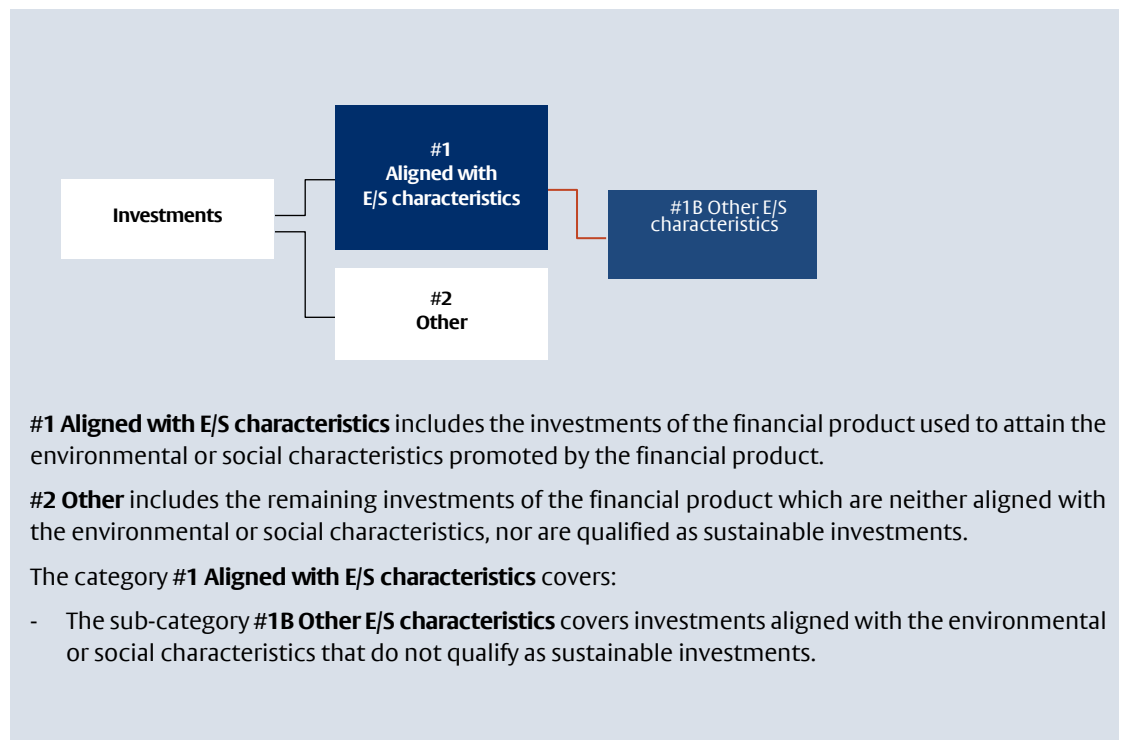 #1
Aligned with
E/S characteristics
Investments
#1B Other E/S
characteristics
#2
Other
#1 Aligned with E/S characteristics includes the investments of the financial product used to attain the
environmental or social characteristics promoted by the financial product.
#2 Other includes the remaining investments of the financial product which are neither aligned with
the environmental or social characteristics, nor are qualified as sustainable investments.
The category #1 Aligned with E/S characteristics covers:
- The sub-category #1B Other E/S characteristics covers investments aligned with the environmental
or social characteristics that do not qualify as sustainable investments.